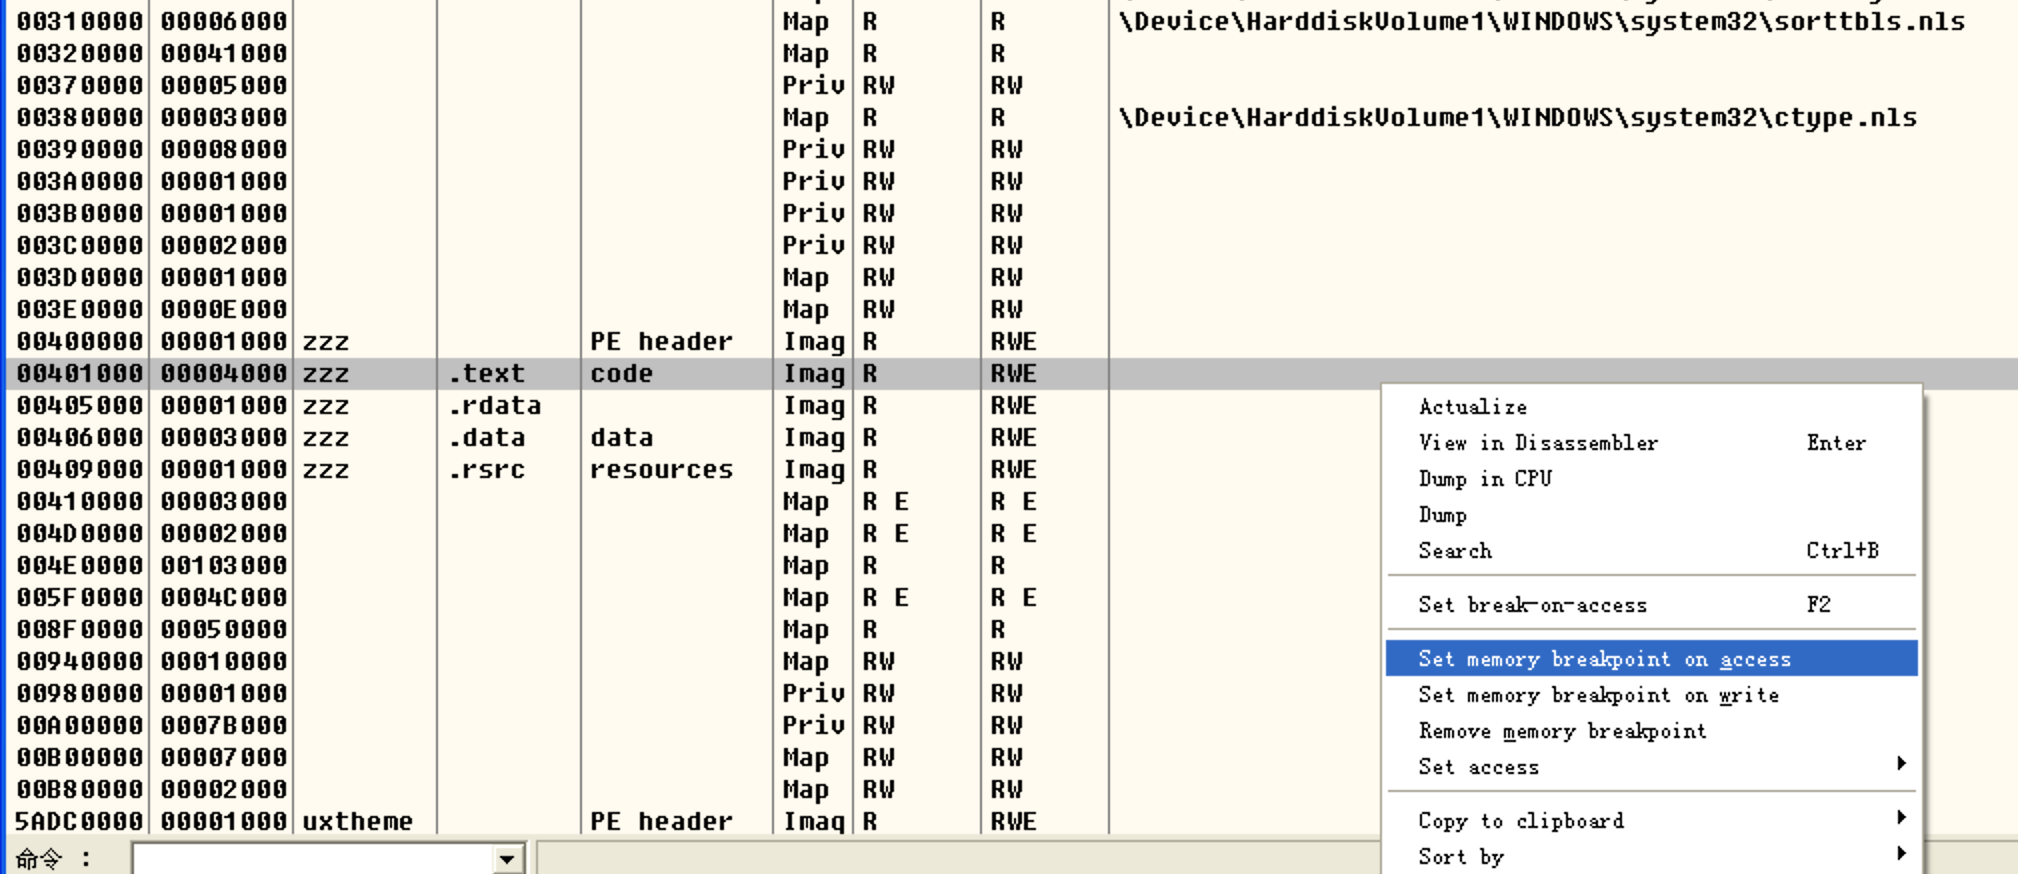 00310000 00006000 Map R R \Device\HarddiskVolume1\WINDOWS\system32\sorttbls.nls
00320000 00041000 Map R R
00370000 00005000 Priv RW RW
00380000 00003000 Map R R \Device\HarddiskVolume1\WINDOWS\system32\ctype.nls
00390000 00008000 Priv RW RW
003A0000 00001000 Priv RW RW
003B0000 00001000 Priv RW RW
003C0000 00002000 Priv RW RW
003D0000 00001000 Map RW RW
003E0000 0000E000 Map RW RW
00400000 00001000 zzz PE header Imag R RWE
00401000 00004000 zzz .text code Imag R RWE
00405000 00001000 zzz .rdata Imag R RWE
00406000 00003000 zzz .data data Imag R RWE
00409000 00001000 zzz .rsrc resources Imag R RWE
00410000 00003000 Map R E R E
004D0000 00002000 Map R E R E
004E0000 00103000 Map R R
005F0000 0004C000 Map R E R E
008F0000 00050000 Map R R
00940000 00010000 Map RW RW
00980000 00001000 Priv RW RW
00A00000 0007B000 Priv RW RW
00B00000 00007000 Map RW RW
00B80000 00002000 Map RW RW
5ADC0000 00001000 uxtheme PE header Imag R RWE
命令 :
Actualize
View in Disassembler Enter
Dump in CPU
Dump
Search Ctrl+B
Set break-on-access F2
Set memory breakpoint on access
Set memory breakpoint on write
Remove memory breakpoint
Set access
Copy to clipboard
Sort by